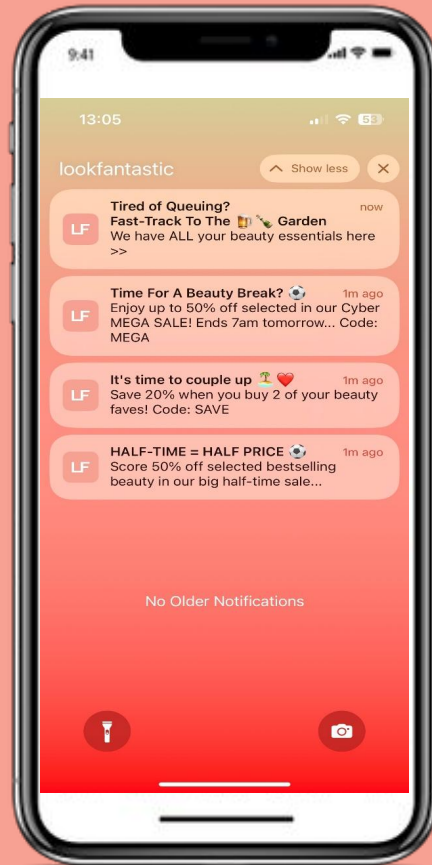 9:41
13:05
53
lookfantastic
Show less
Tired of Queuing?
now
Fast-Track To The 🍺 🍾 Garden
We have ALL your beauty essentials here
>>
LF
Time For A Beauty Break? ⚽
1m ago
Enjoy up to 50% off selected in our Cyber
MEGA SALE! Ends 7am tomorrow... Code:
MEGA
LF
It's time to couple up 🏝️ ❤️
1m ago
Save 20% when you buy 2 of your beauty
faves! Code: SAVE
LF
HALF-TIME = HALF PRICE ⚽
1m ago
Score 50% off selected bestselling
beauty in our big half-time sale...
LF
No Older Notifications